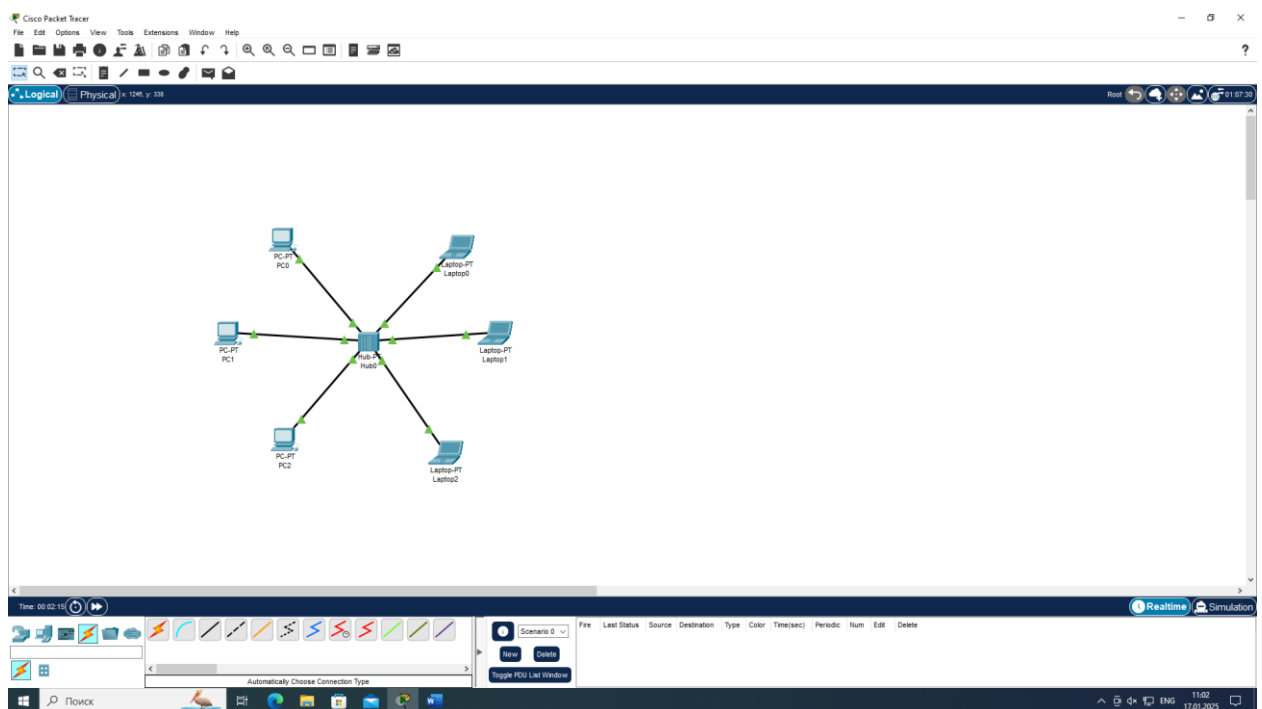 Cisco Packet Tracer
File Edit Options View Tools Extensions Window Help
?
Logical Physical x: 1246, y: 338 Root 01:07:30
PC-PT
PC0
Laptop-PT
Laptop0
PC-PT
PC1
Hub-PT
Hub0
Laptop-PT
Laptop1
PC-PT
PC2
Laptop-PT
Laptop2
Time: 00:02:15 Realtime Simulation
Scenario 0 Fire Last Status Source Destination Type Color Time(sec) Periodic Num Edit Delete
New Delete
Toggle PDU List Window
Automatically Choose Connection Type
Поиск ENG 11:02
17.01.2025